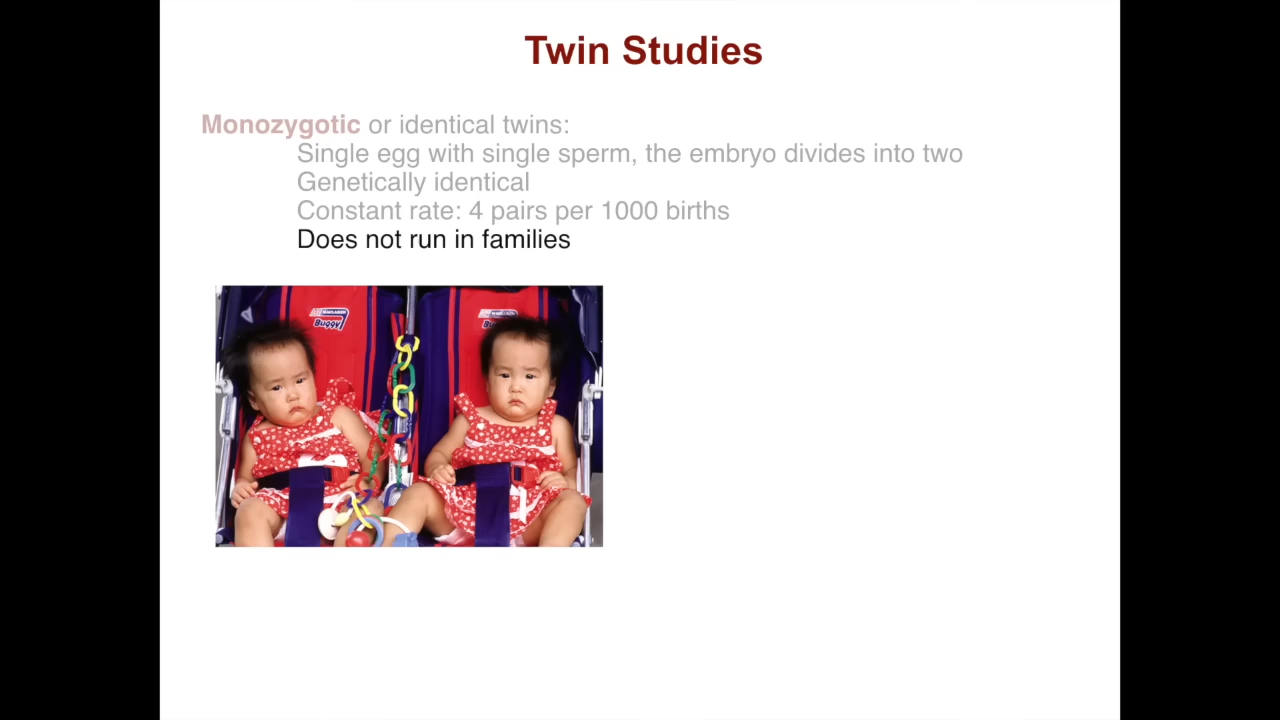 Twin Studies
Monozygotic or identical twins:
Single egg with single sperm, the embryo divides into two
Genetically identical
Constant rate: 4 pairs per 1000 births
Does not run in families
Buggy